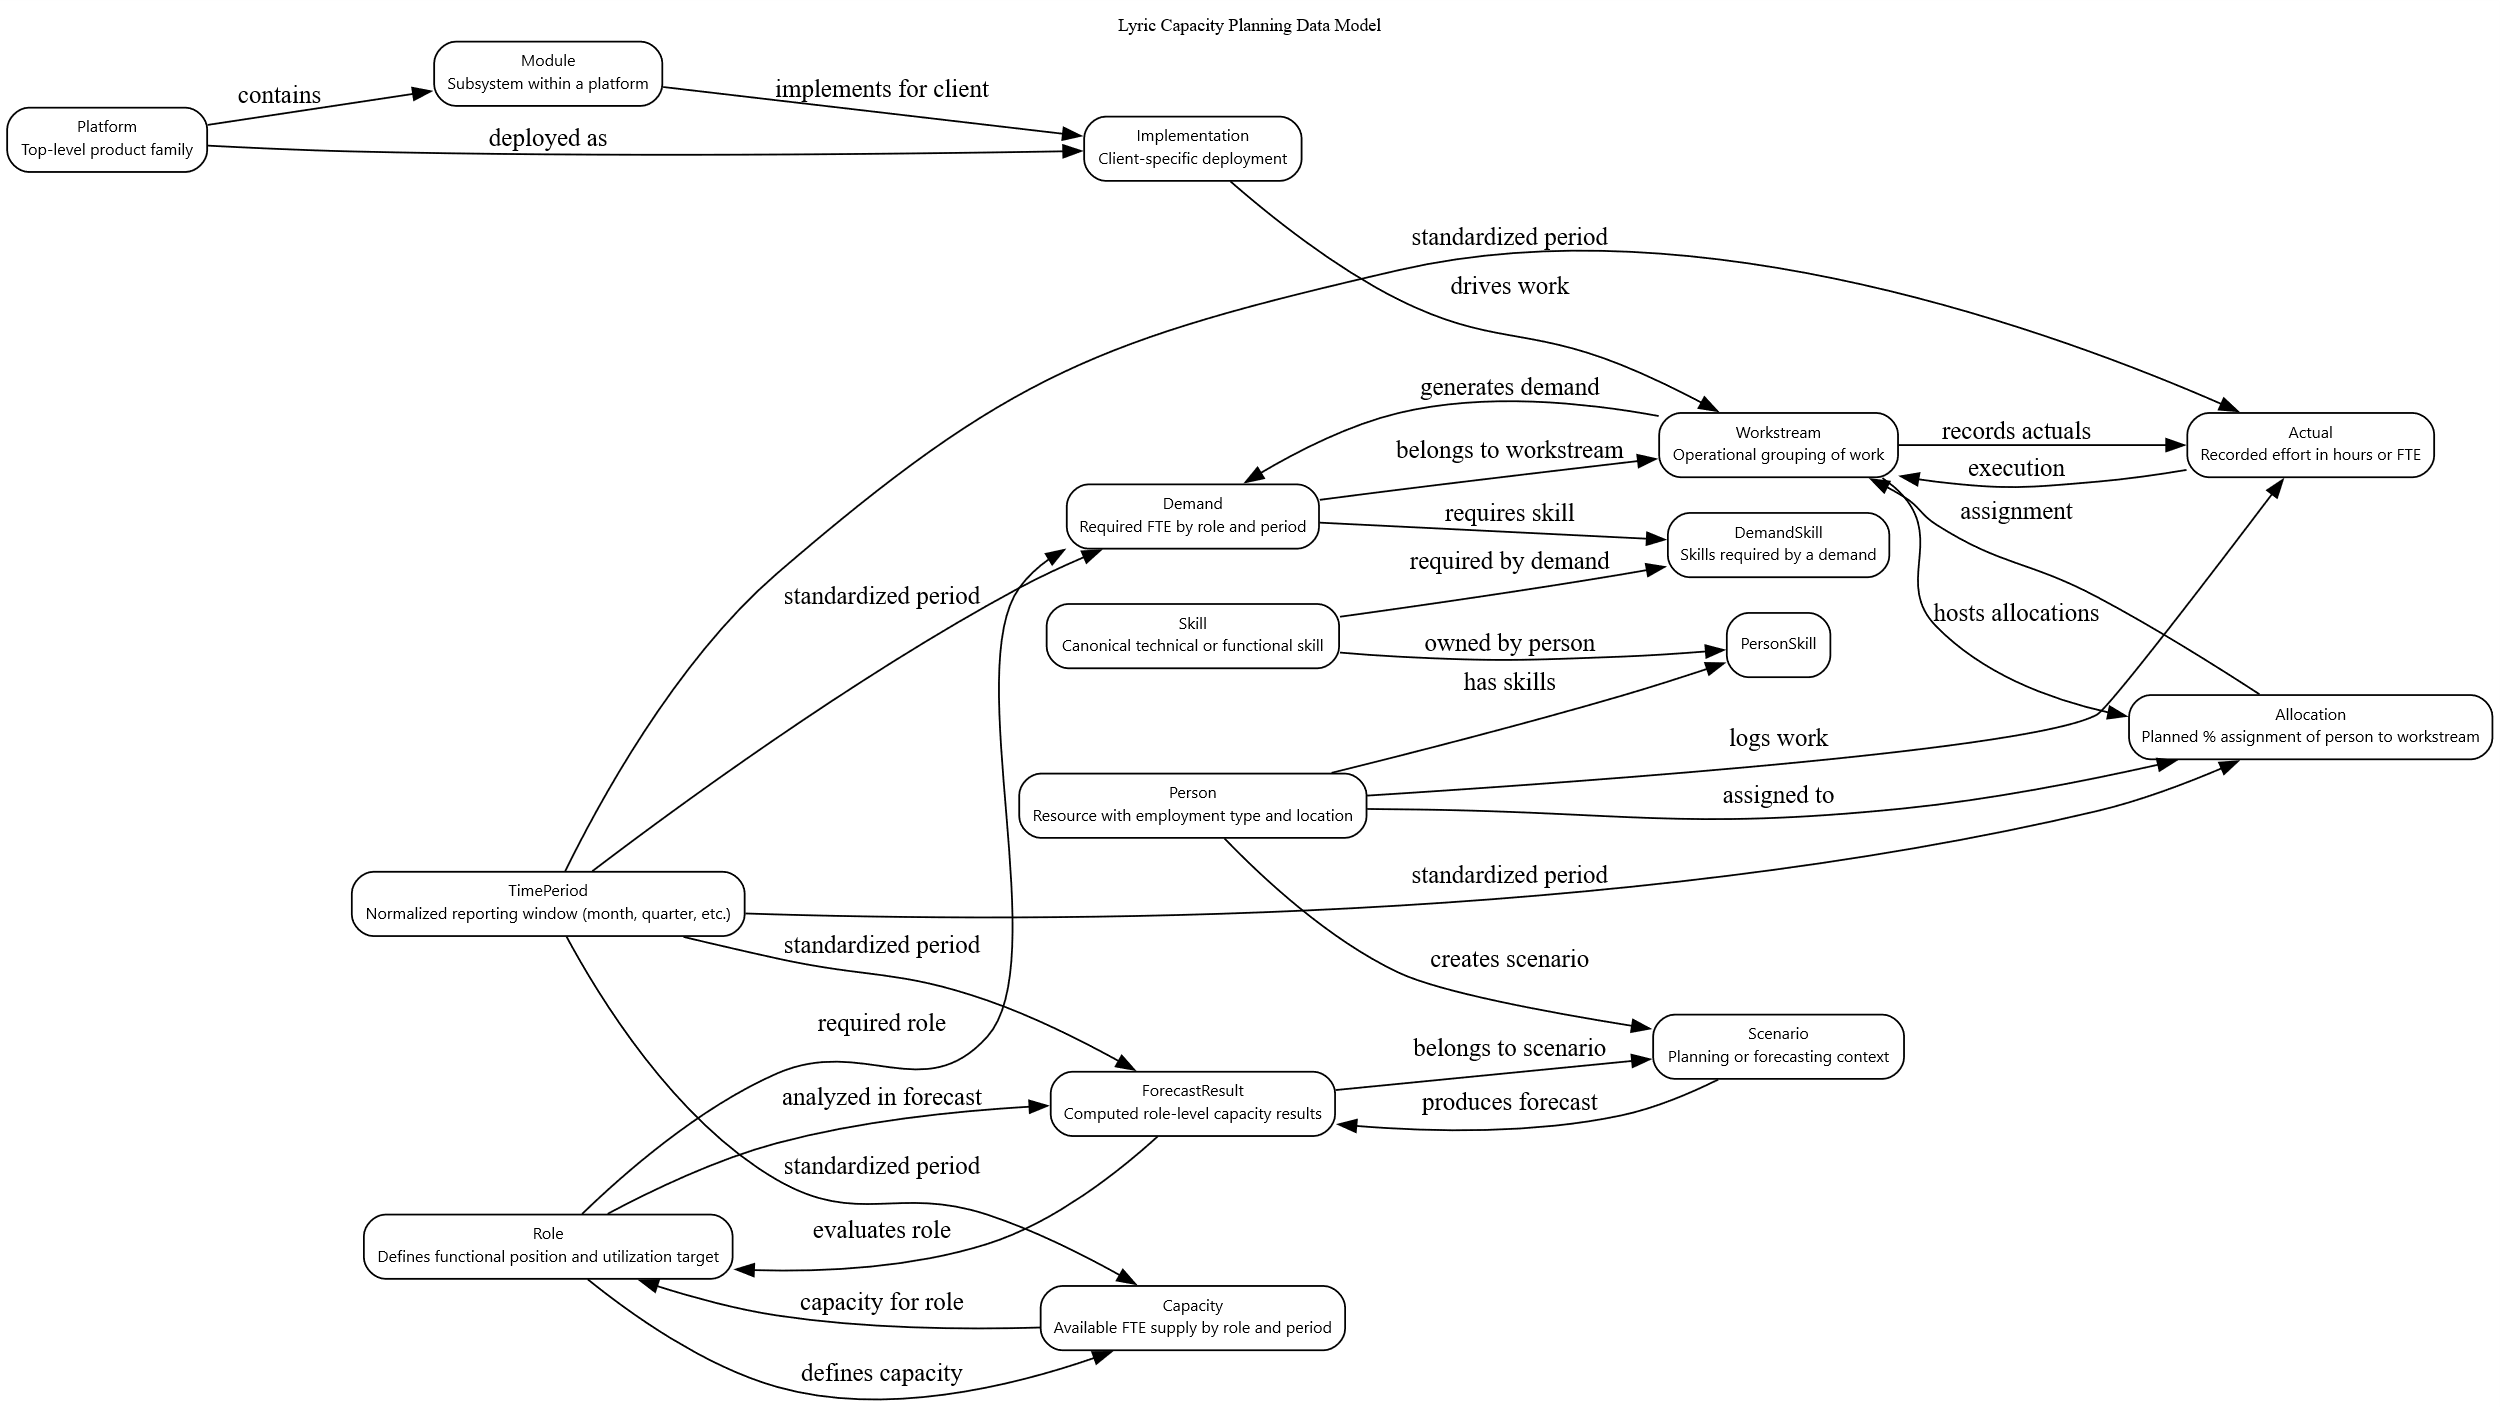 Lyric Capacity Planning Data Model
Module
Subsystem within a platform
contains
implements for client
Platform
Top-level product family
deployed as
Implementation
Client-specific deployment
standardized period
drives work
generates demand
belongs to workstream
Workstream
Operational grouping of work
records actuals
execution
Actual
Recorded effort in hours or FTE
Demand
Required FTE by role and period
requires skill
assignment
DemandSkill
Skills required by a demand
required by demand
standardized period
Skill
Canonical technical or functional skill
owned by person
PersonSkill
hosts allocations
has skills
Allocation
Planned % assignment of person to workstream
logs work
Person
Resource with employment type and location
assigned to
TimePeriod
Normalized reporting window (month, quarter, etc.)
standardized period
standardized period
creates scenario
required role
Scenario
Planning or forecasting context
belongs to scenario
analyzed in forecast
ForecastResult
Computed role-level capacity results
produces forecast
standardized period
Role
Defines functional position and utilization target
evaluates role
capacity for role
Capacity
Available FTE supply by role and period
defines capacity